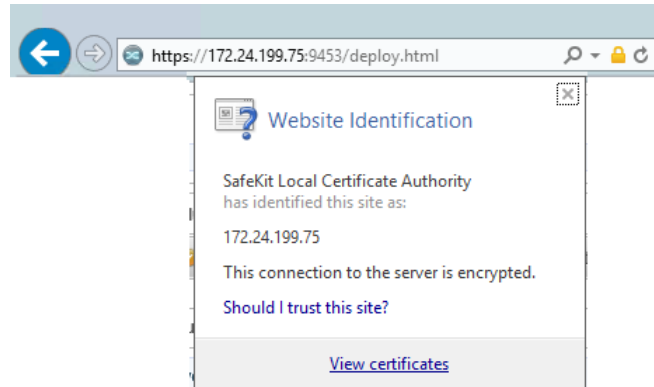 https://172.24.199.75:9453/deploy.html
Website Identification
SafeKit Local Certificate Authority
has identified this site as:
172.24.199.75
This connection to the server is encrypted.
Should I trust this site?
View certificates